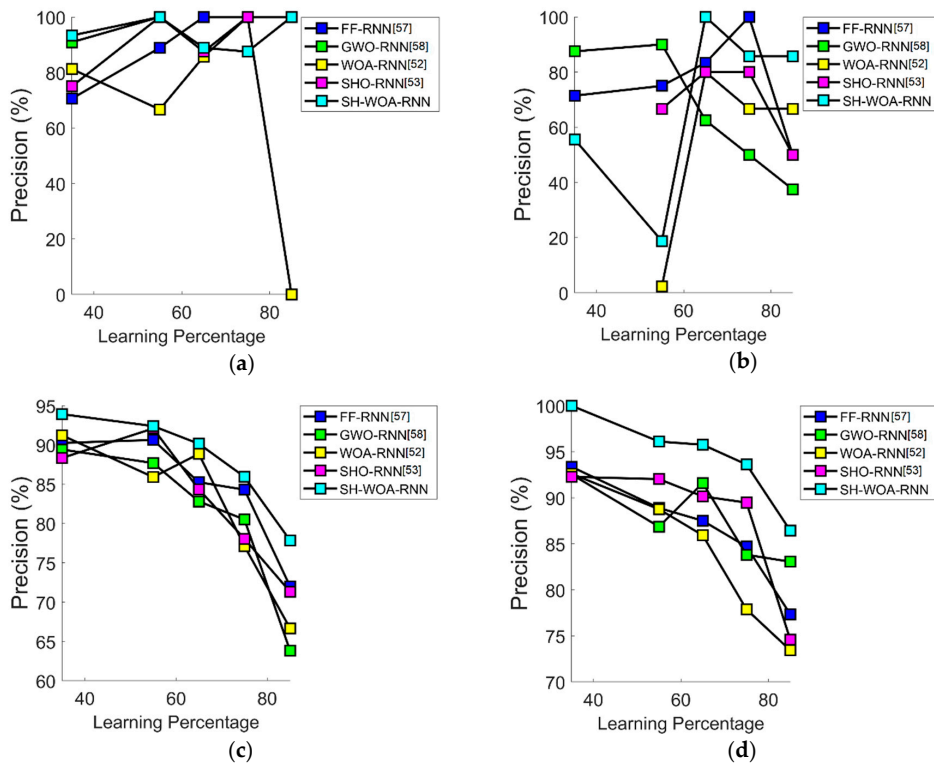 100
80
60
40
20
0
Precision (%)
40 60 80
Learning Percentage
FF-RNN[57]
GWO-RNN[58]
WOA-RNN[52]
SHO-RNN[53]
SH-WOA-RNN
(a)
100
80
60
40
20
0
Precision (%)
40 60 80
Learning Percentage
FF-RNN[57]
GWO-RNN[58]
WOA-RNN[52]
SHO-RNN[53]
SH-WOA-RNN
(b)
95
90
85
80
75
70
65
60
Precision (%)
40 60 80
Learning Percentage
FF-RNN[57]
GWO-RNN[58]
WOA-RNN[52]
SHO-RNN[53]
SH-WOA-RNN
(c)
100
95
90
85
80
75
70
Precision (%)
40 60 80
Learning Percentage
FF-RNN[57]
GWO-RNN[58]
WOA-RNN[52]
SHO-RNN[53]
SH-WOA-RNN
(d)